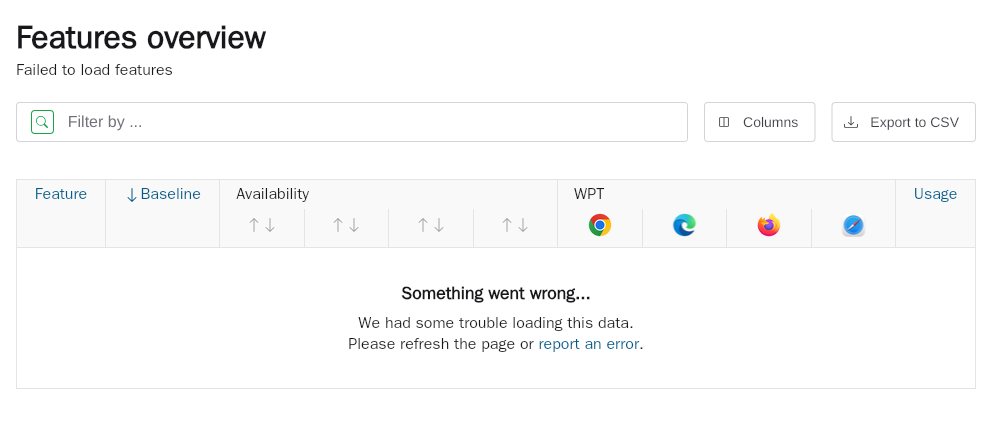 Features overview
Failed to load features
Filter by ...
Columns
Export to CSV
Feature
Baseline
Availability
WPT
Usage
Something went wrong...
We had some trouble loading this data.
Please refresh the page or report an error.